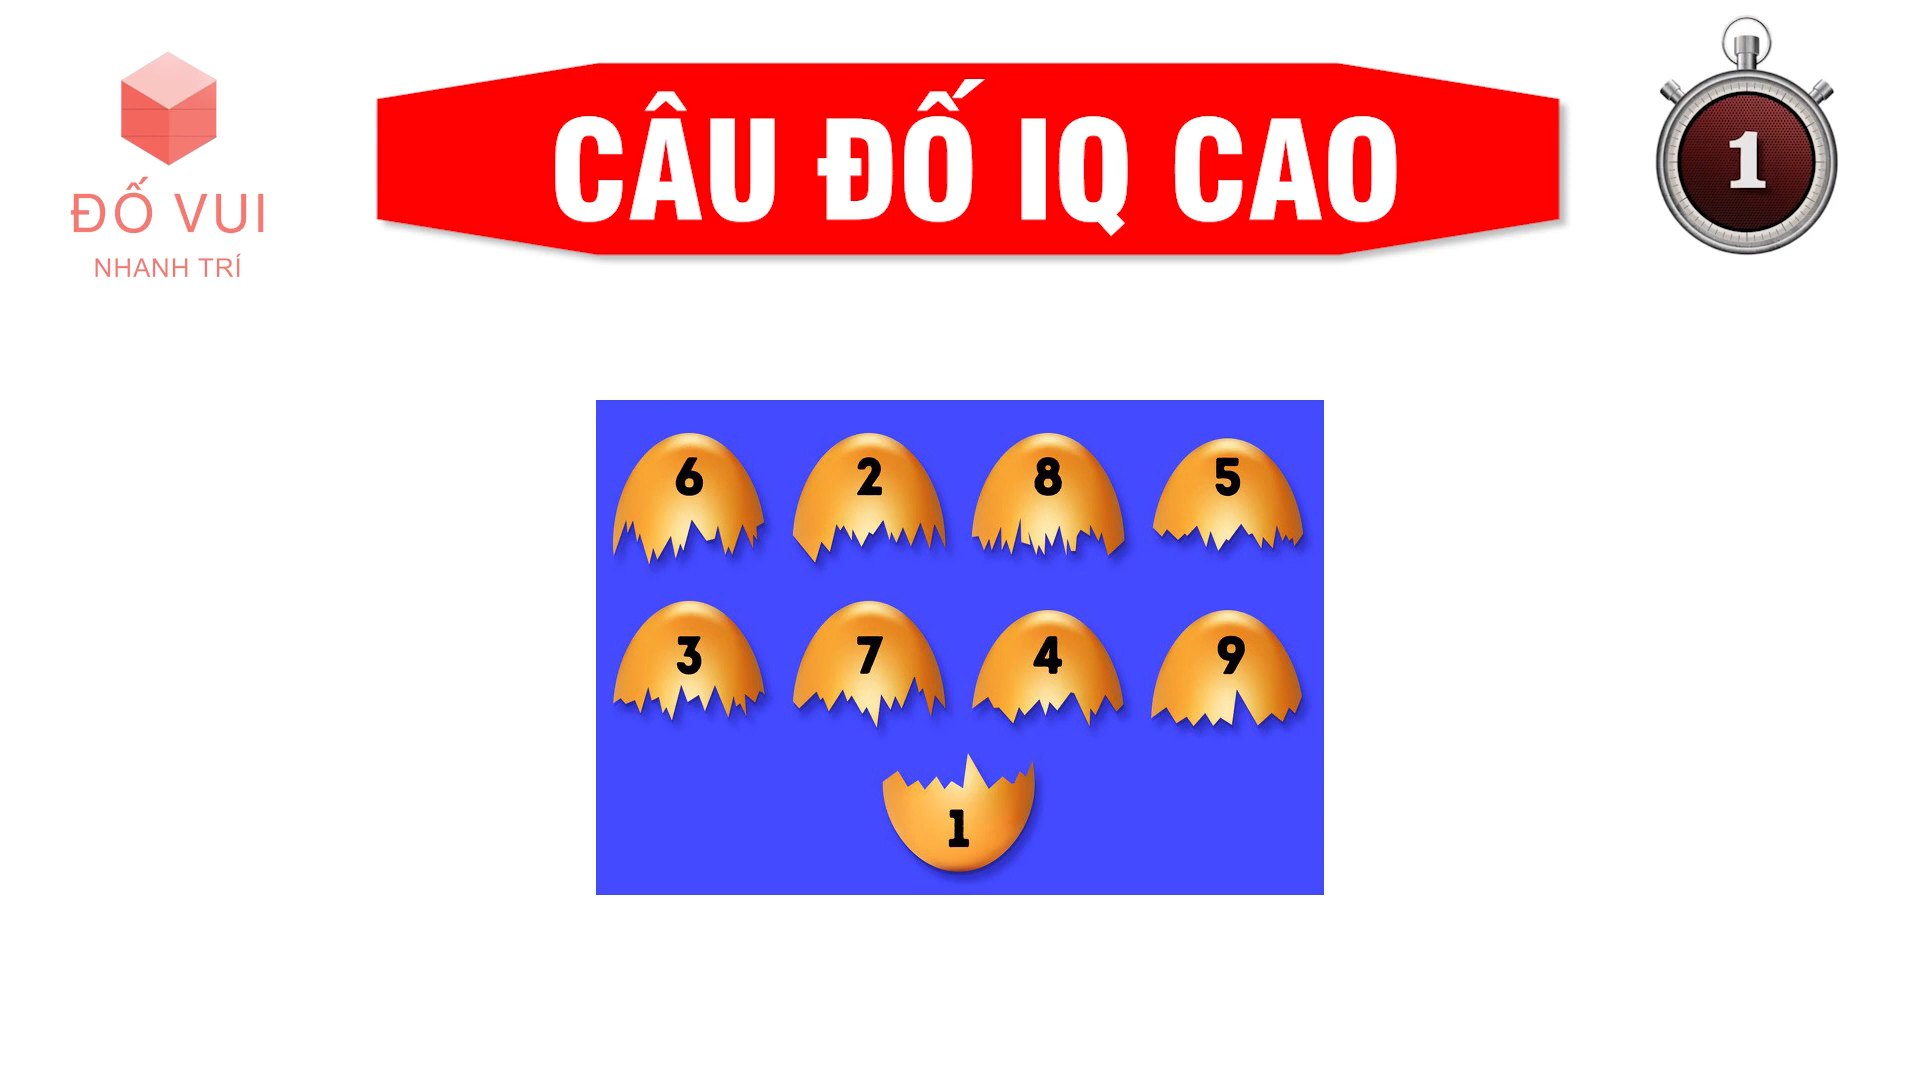 CÂU ĐỐ IQ CAO
1
ĐỐ VUI
NHANH TRÍ
6 2 8 5
3 7 4 9
1